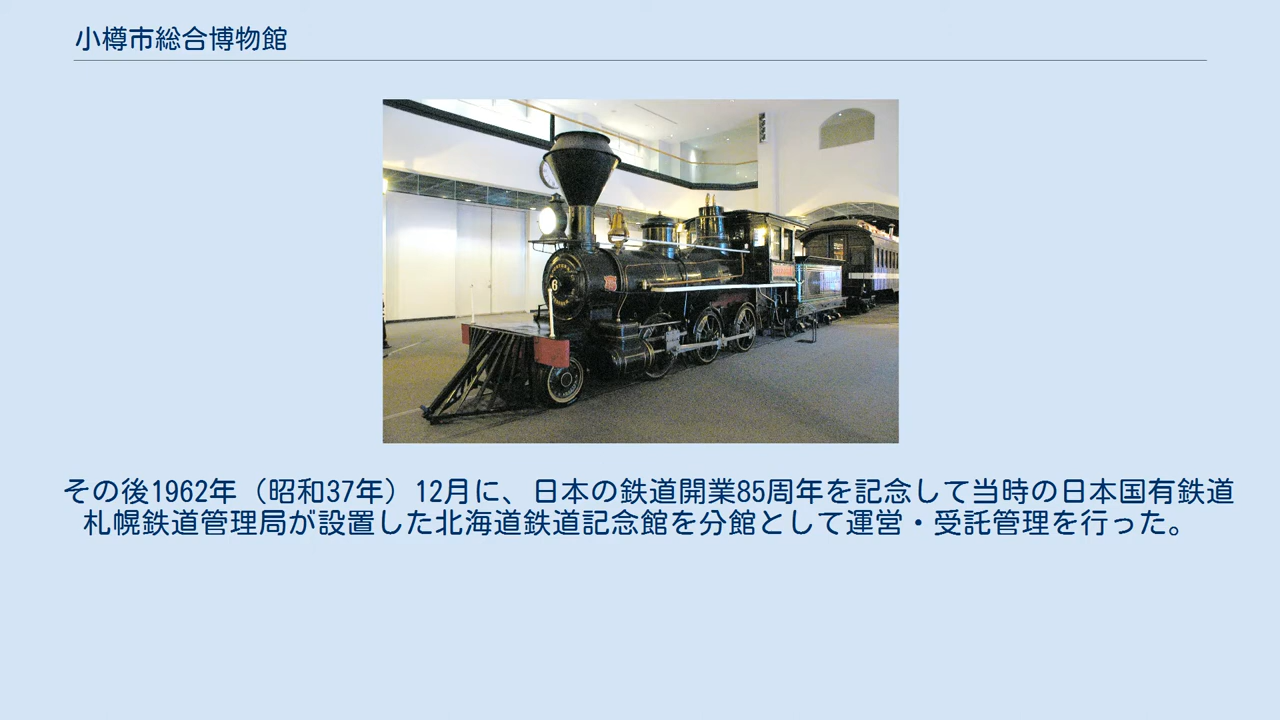 小樽市総合博物館
6
その後1962年（昭和37年）12月に、日本の鉄道開業85周年を記念して当時の日本国有鉄道
札幌鉄道管理局が設置した北海道鉄道記念館を分館として運営・受託管理を行った。